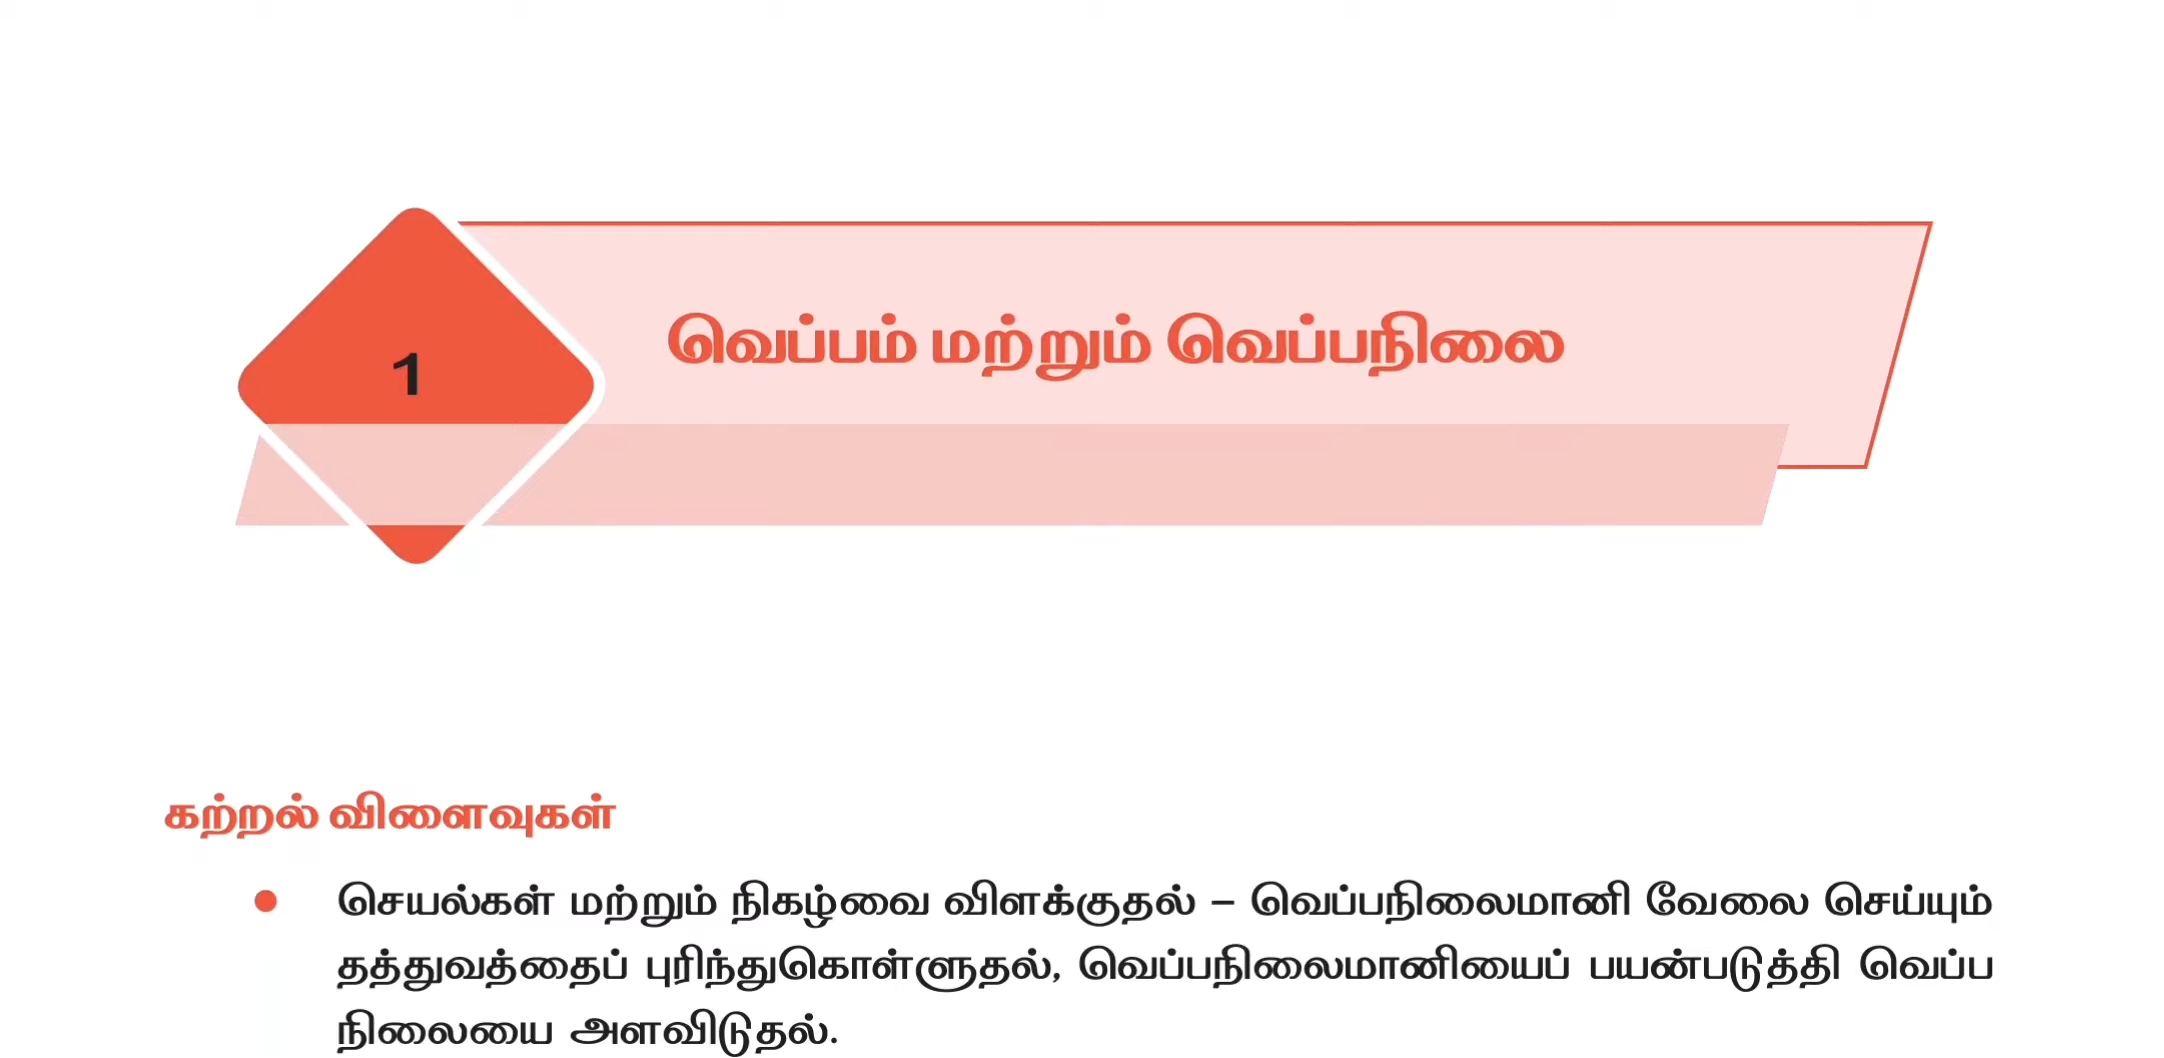 1
வெப்பம் மற்றும் வெப்பநிலை
கற்றல் விளைவுகள்
● செயல்கள் மற்றும் நிகழ்வை விளக்குதல் – வெப்பநிலைமானி வேலை செய்யும்
தத்துவத்தைப் புரிந்துகொள்ளுதல், வெப்பநிலைமானியைப் பயன்படுத்தி வெப்ப
நிலையை அளவிடுதல்.